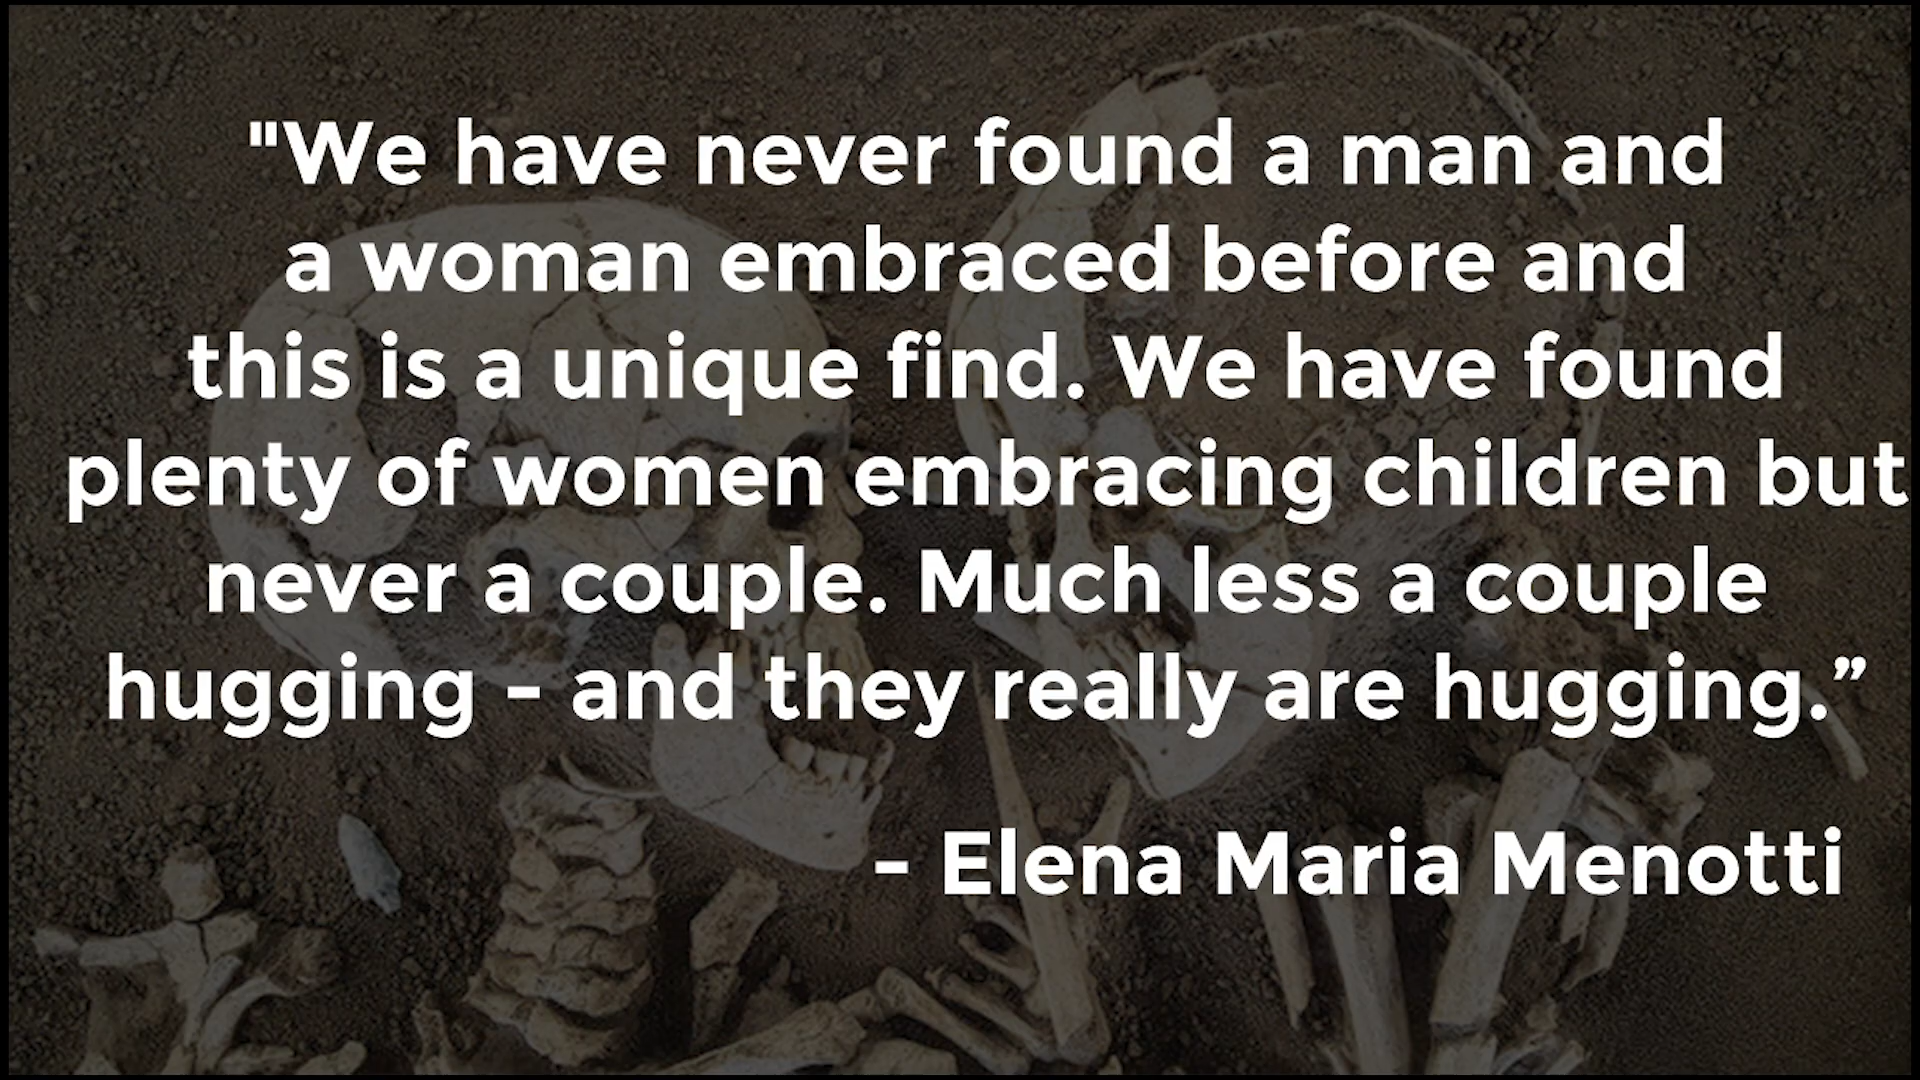 "We have never found a man and
a woman embraced before and
this is a unique find. We have found
plenty of women embracing children but
never a couple. Much less a couple
hugging - and they really are hugging.”
- Elena Maria Menotti